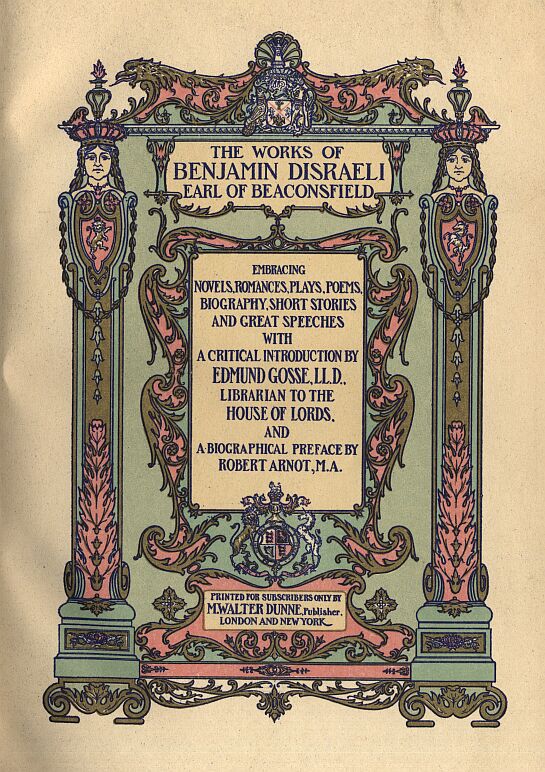 THE WORKS OF
BENJAMIN DISRAELI
EARL OF BEACONSFIELD
EMBRACING
NOVELS, ROMANCES, PLAYS, POEMS,
BIOGRAPHY, SHORT STORIES
AND GREAT SPEECHES
WITH
A CRITICAL INTRODUCTION BY
EDMUND GOSSE, LL.D.,
LIBRARIAN TO THE
HOUSE OF LORDS,
AND
A·BIOGRAPHICAL PREFACE BY
ROBERT ARNOT, M.A.
PRINTED FOR SUBSCRIBERS ONLY BY
M.WALTER DUNNE, Publisher,
LONDON AND NEW YORK